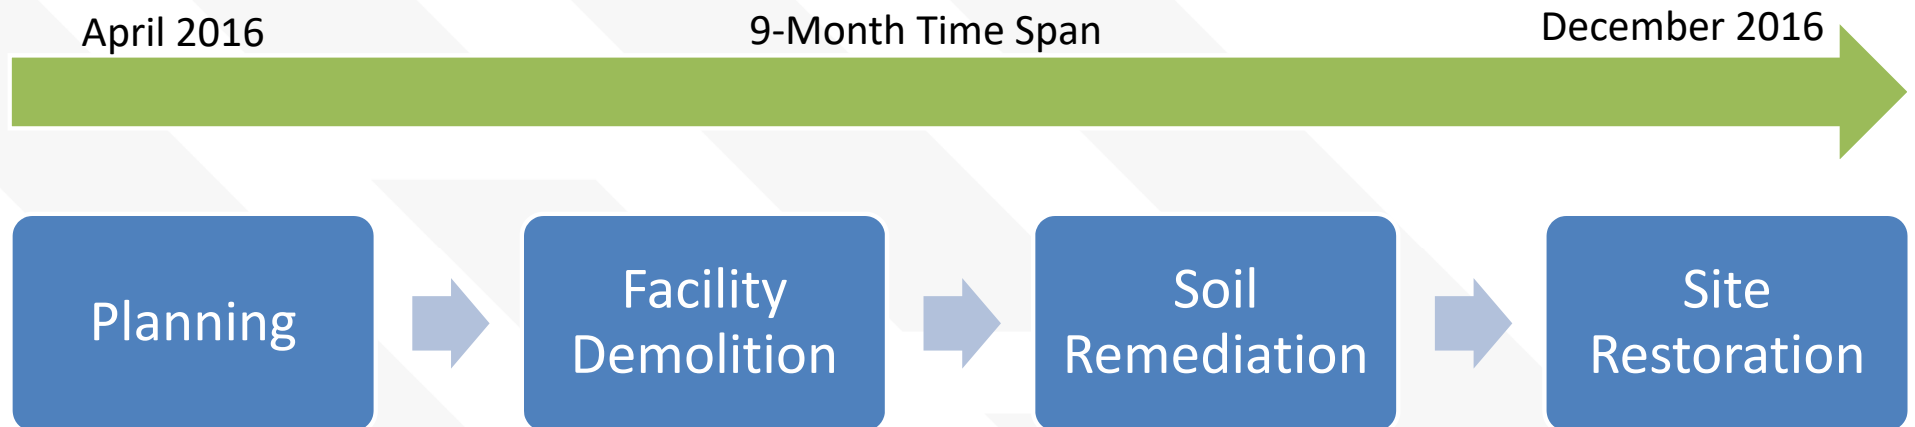 April 2016
9-Month Time Span
December 2016
Planning
Facility
Demolition
Soil
Remediation
Site
Restoration